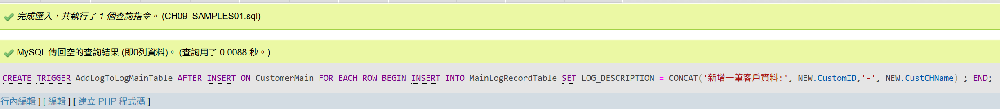 完成匯入，共執行了 1 個查詢指令。 (CH09_SAMPLES01.sql)
MySQL 傳回空的查詢結果 (即0列資料)。 (查詢用了 0.0088 秒。)
CREATE TRIGGER AddLogToLogMainTable AFTER INSERT ON CustomerMain FOR EACH ROW BEGIN INSERT INTO MainLogRecordTable SET LOG_DESCRIPTION = CONCAT('新增一筆客戶資料:', NEW.CustomID,'-', NEW.CustCHName) ; END;
行內編輯 ] [ 編輯 ] [ 建立 PHP 程式碼 ]